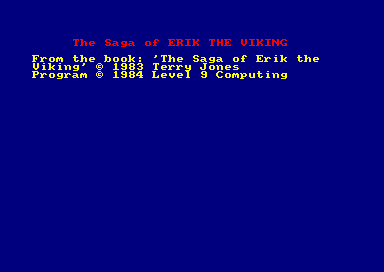 The Saga of ERIK THE VIKING
From the book: 'The Saga of Erik the
Viking' © 1983 Terry Jones
Program © 1984 Level 9 Computing